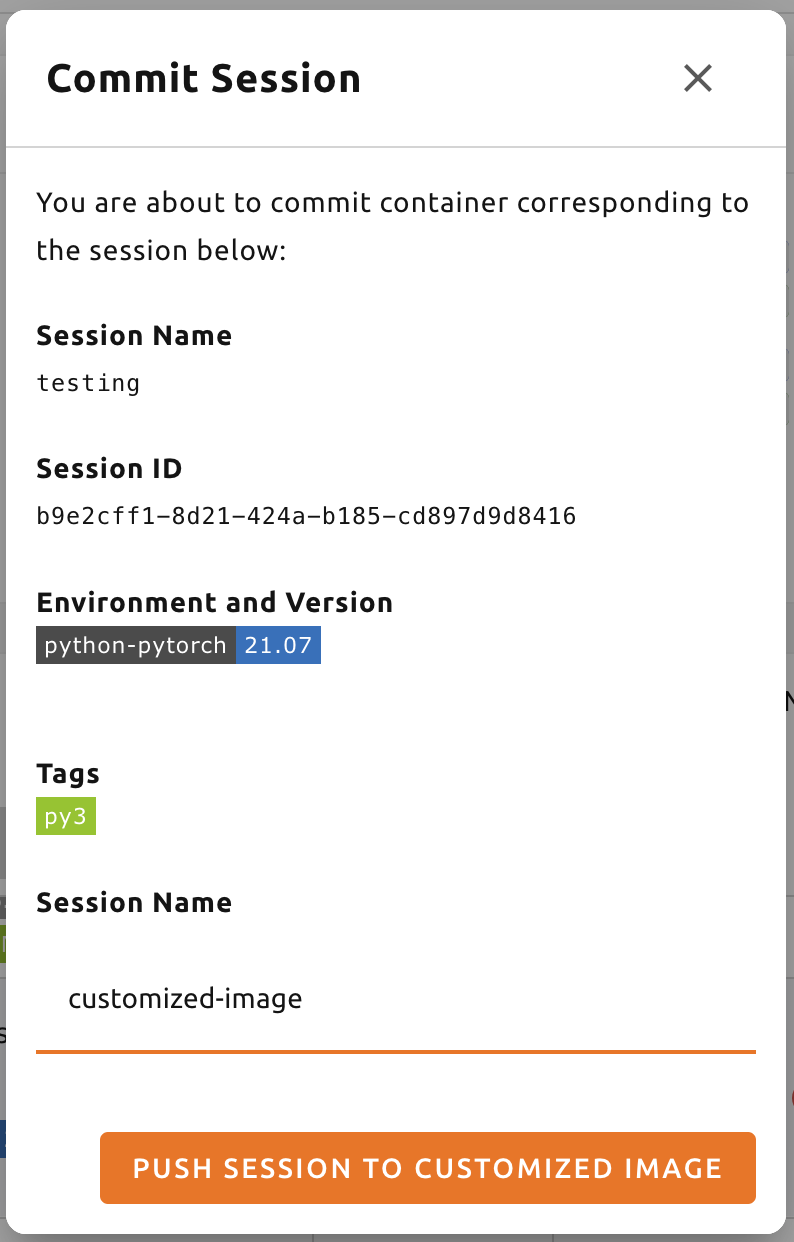 Commit Session
You are about to commit container corresponding to
the session below:
Session Name
testing
Session ID
b9e2cff1-8d21-424a-b185-cd897d9d8416
Environment and Version
python-pytorch 21.07
Tags
py3
Session Name
customized-image
PUSH SESSION TO CUSTOMIZED IMAGE